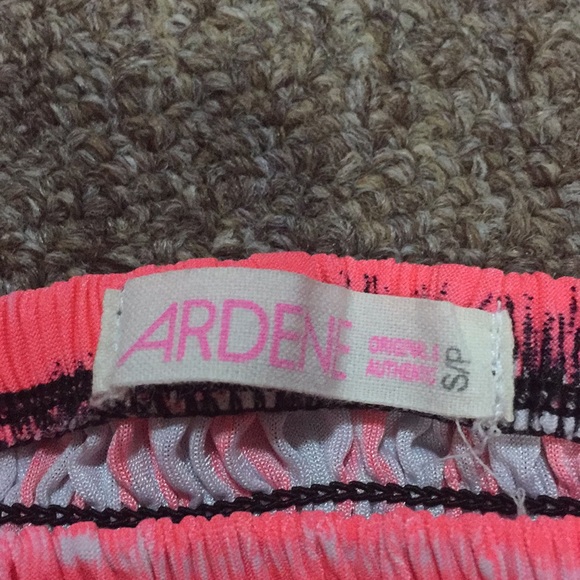 ARDENE
ORIGINAL &
AUTHENTIC
S/P